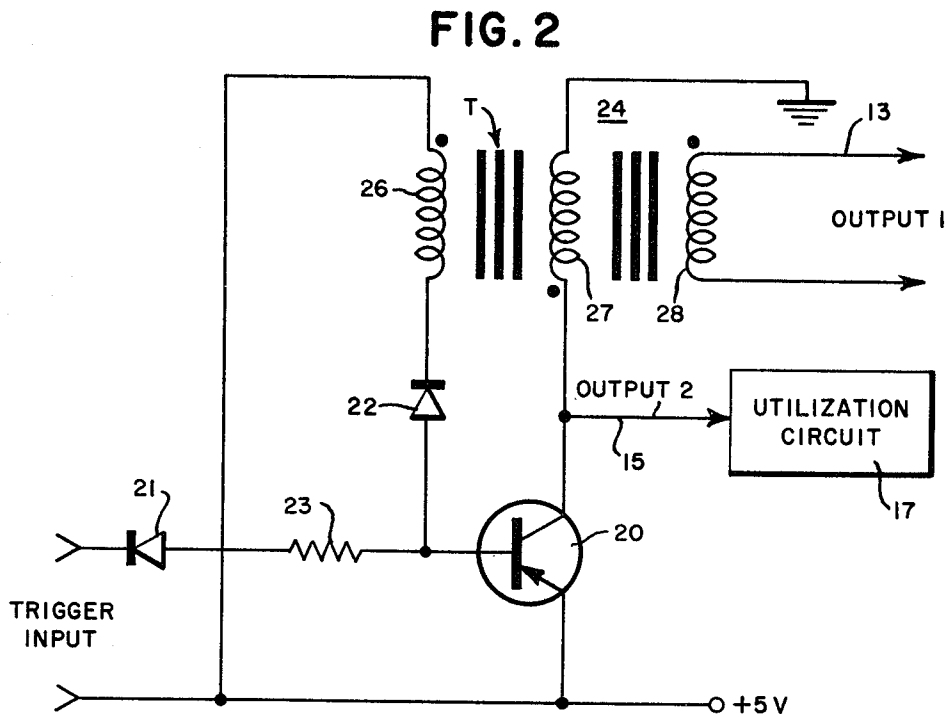 FIG. 2
T
24
13
26
OUTPUT 1
27
28
22
OUTPUT 2
UTILIZATION
CIRCUIT
15
17
21
23
20
TRIGGER
INPUT
+5 V